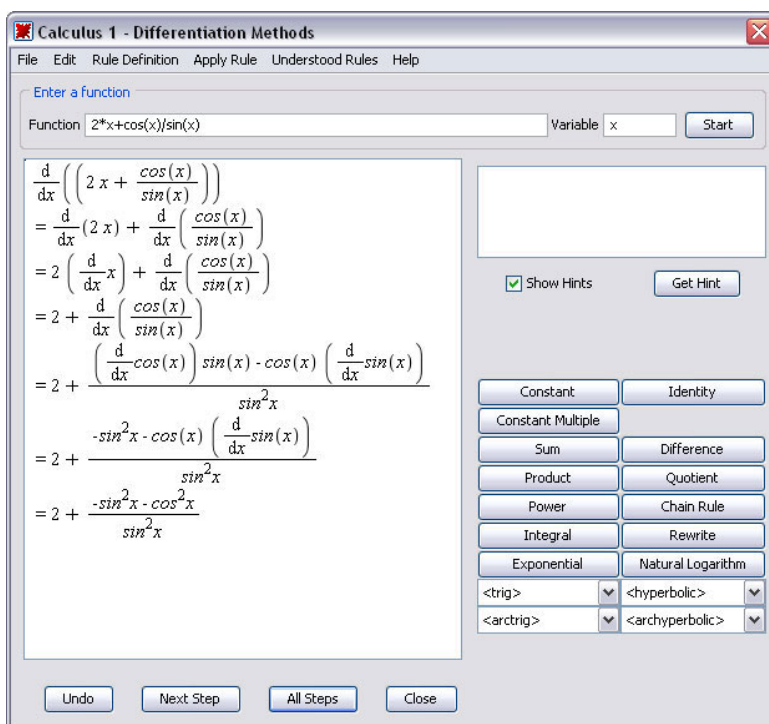 Calculus 1 - Differentiation Methods
File Edit Rule Definition Apply Rule Understood Rules Help
Enter a function
Function 2*x+cos(x)/sin(x) Variable x Start
d/dx((2 x + cos(x)/sin(x)))
= d/dx(2 x) + d/dx(cos(x)/sin(x))
= 2 (d/dx x) + d/dx(cos(x)/sin(x))
= 2 + d/dx(cos(x)/sin(x))
= 2 + ((d/dx cos(x)) sin(x) - cos(x) (d/dx sin(x)))/sin²x
= 2 + (-sin²x - cos(x) (d/dx sin(x)))/sin²x
= 2 + (-sin²x - cos²x)/sin²x
Show Hints Get Hint
Constant Identity
Constant Multiple
Sum Difference
Product Quotient
Power Chain Rule
Integral Rewrite
Exponential Natural Logarithm
<trig> <hyperbolic>
<arctrig> <archyperbolic>
Undo Next Step All Steps Close